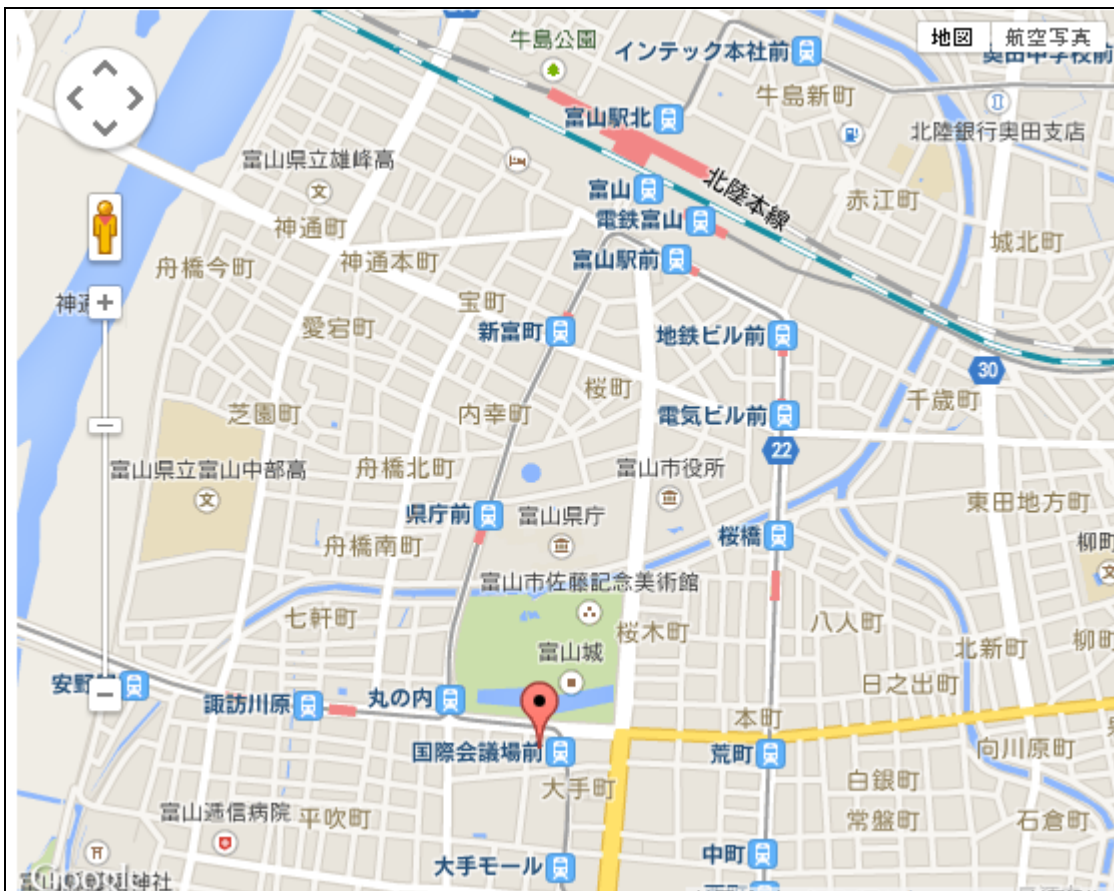 地図
航空写真
牛島公園
インテック本社前
牛島新町
富山駅北
北陸銀行奥田支店
富山県立雄峰高
富山
北陸本線
赤江町
神通町
電鉄富山
城北町
舟橋今町
神通本町
富山駅前
宝町
愛宕町
新富町
地鉄ビル前
30
桜町
千歳町
芝園町
内幸町
電気ビル前
22
富山県立富山中部高
舟橋北町
富山市役所
東田地方町
県庁前
富山県庁
桜橋
舟橋南町
柳町
富山市佐藤記念美術館
七軒町
桜木町
八人町
北新町
柳町
富山城
日之出町
諏訪川原
丸の内
本町
国際会議場前
荒町
向川原町
大手町
白銀町
富山逓信病院
平吹町
常盤町
石倉町
大手モール
中町